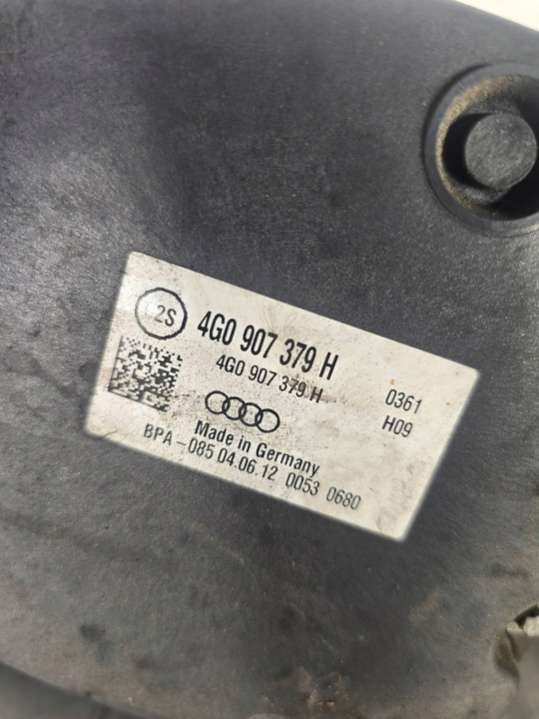 2S
4G0 907 379 H
4G0 907 379 H
0361
H09
Made in Germany
BPA-085 04.06.12 0053 0680